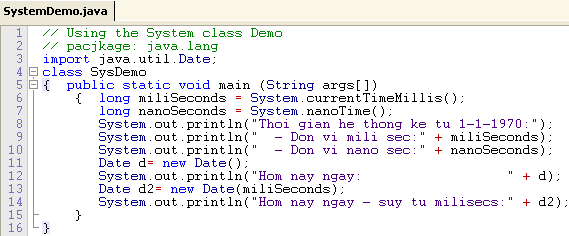 SystemDemo.java
1 // Using the System class Demo
2 // pacjkage: java.lang
3 import java.util.Date;
4 class SysDemo
5 { public static void main (String args[])
6 { long miliSeconds = System.currentTimeMillis();
7 long nanoSeconds = System.nanoTime();
8 System.out.println("Thoi gian he thong ke tu 1-1-1970:");
9 System.out.println(" - Don vi mili sec:" + miliSeconds);
10 System.out.println(" - Don vi nano sec:" + nanoSeconds);
11 Date d= new Date();
12 System.out.println("Hom nay ngay: " + d);
13 Date d2= new Date(miliSeconds);
14 System.out.println("Hom nay ngay - suy tu milisecs:" + d2);
15 }
16 }